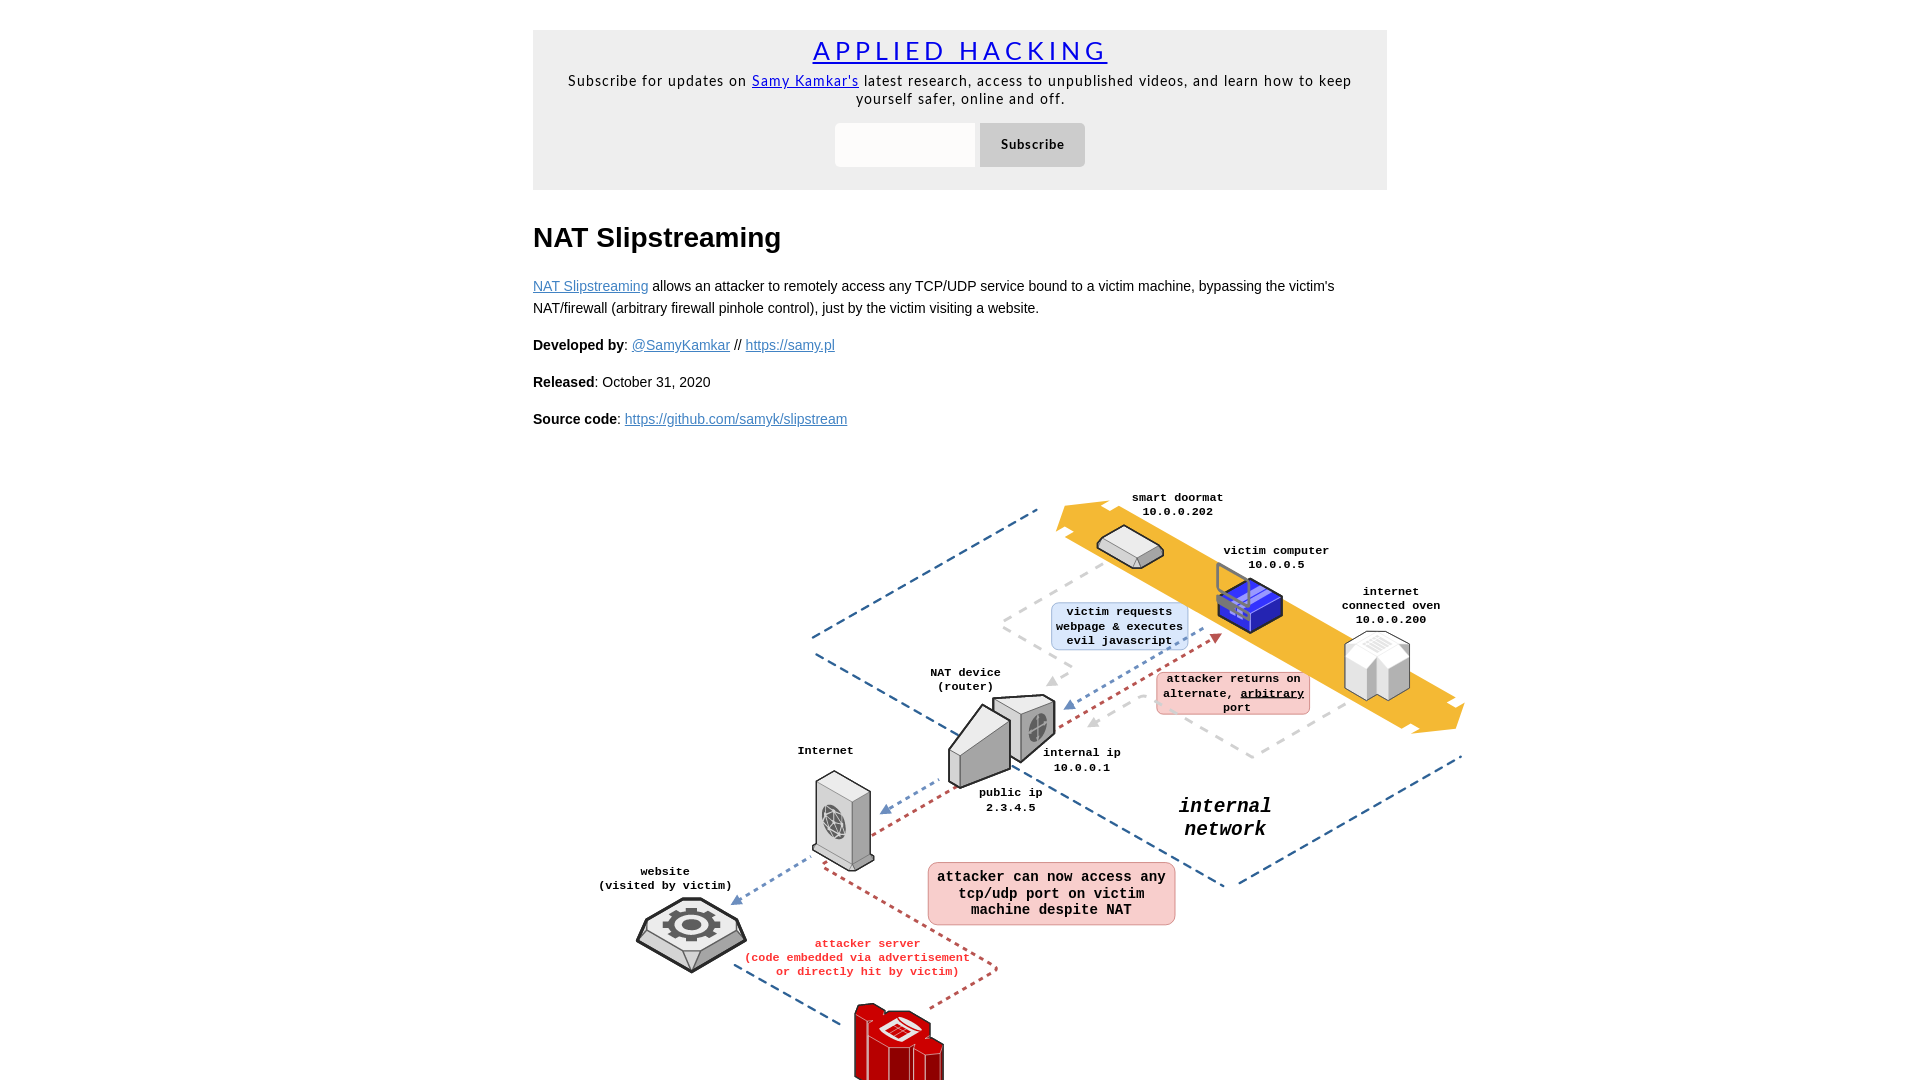 APPLIED HACKING
Subscribe for updates on Samy Kamkar's latest research, access to unpublished videos, and learn how to keep
yourself safer, online and off.
Subscribe
NAT Slipstreaming
NAT Slipstreaming allows an attacker to remotely access any TCP/UDP service bound to a victim machine, bypassing the victim's
NAT/firewall (arbitrary firewall pinhole control), just by the victim visiting a website.
Developed by: @SamyKamkar // https://samy.pl
Released: October 31, 2020
Source code: https://github.com/samyk/slipstream
smart doormat
10.0.0.202
victim computer
10.0.0.5
internet
connected oven
10.0.0.200
victim requests
webpage & executes
evil javascript
NAT device
(router)
attacker returns on
alternate, arbitrary
port
Internet
internal ip
10.0.0.1
public ip
2.3.4.5
internal
network
website
(visited by victim)
attacker can now access any
tcp/udp port on victim
machine despite NAT
attacker server
(code embedded via advertisement
or directly hit by victim)